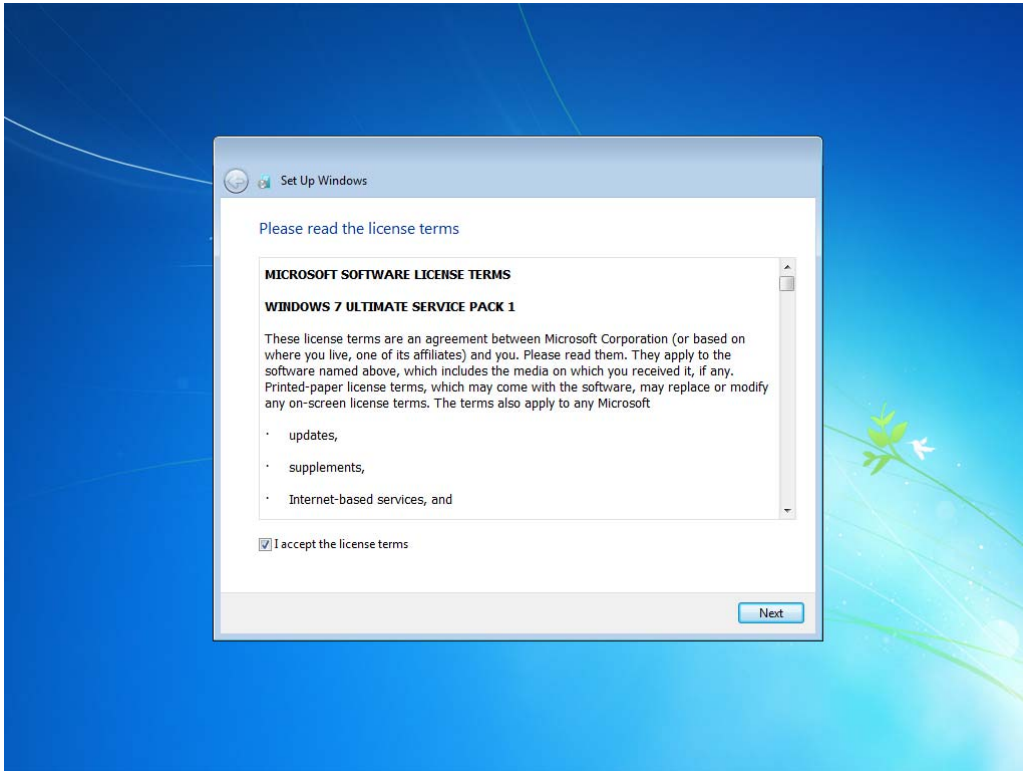 Set Up Windows
Please read the license terms
MICROSOFT SOFTWARE LICENSE TERMS
WINDOWS 7 ULTIMATE SERVICE PACK 1
These license terms are an agreement between Microsoft Corporation (or based on
where you live, one of its affiliates) and you. Please read them. They apply to the
software named above, which includes the media on which you received it, if any.
Printed-paper license terms, which may come with the software, may replace or modify
any on-screen license terms. The terms also apply to any Microsoft
· updates,
· supplements,
· Internet-based services, and
I accept the license terms
Next